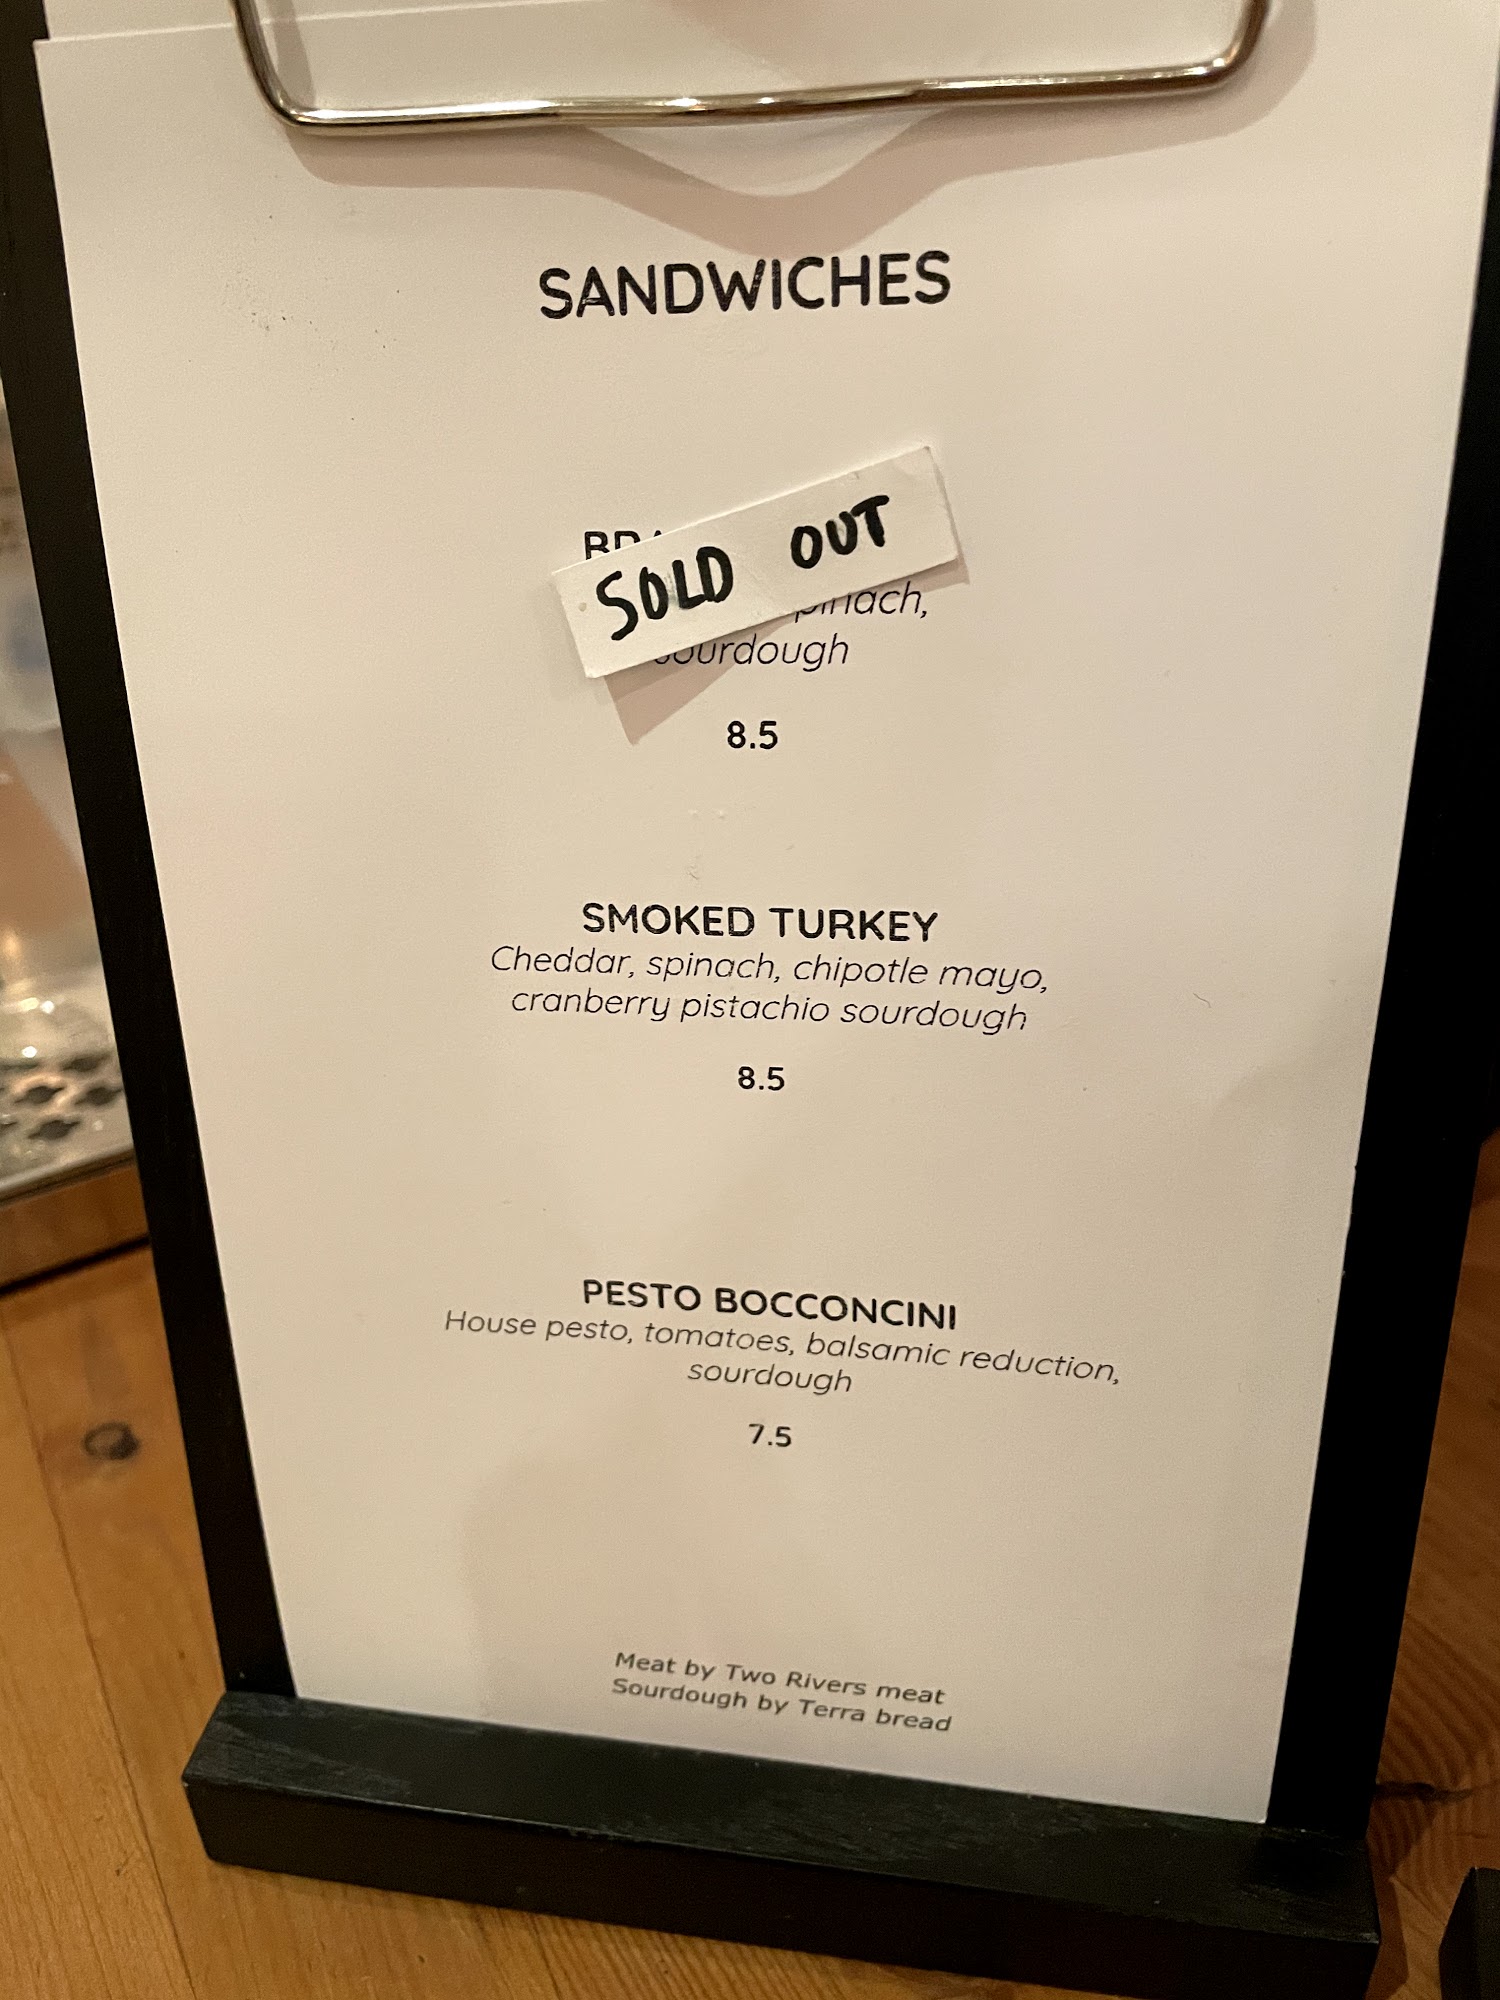 SANDWICHES
SOLD OUT
sourdough
8.5
SMOKED TURKEY
Cheddar, spinach, chipotle mayo,
cranberry pistachio sourdough
8.5
PESTO BOCCONCINI
House pesto, tomatoes, balsamic reduction,
sourdough
7.5
Meat by Two Rivers meat
Sourdough by Terra bread